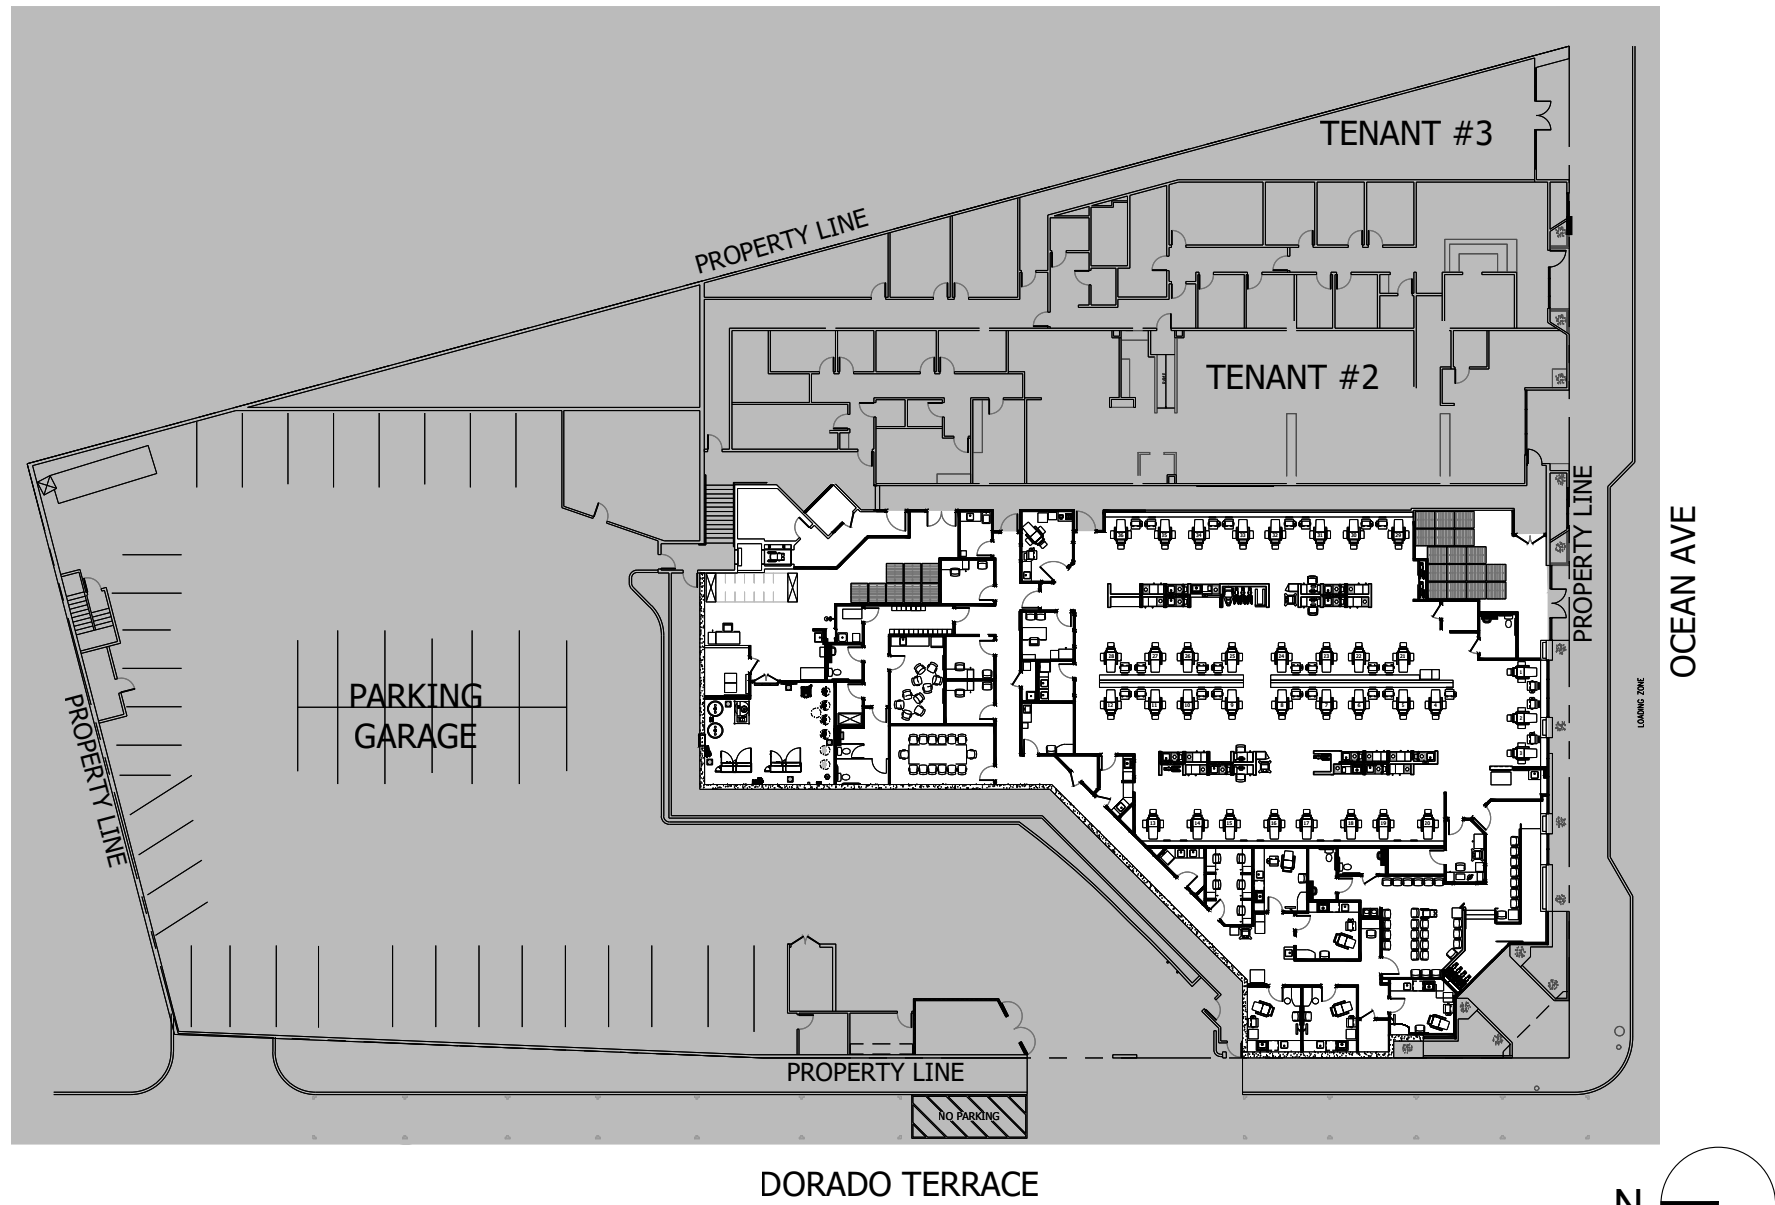 TENANT #3
PROPERTY LINE
TENANT #2
PROPERTY LINE
OCEAN AVE
LOADING ZONE
PARKING
GARAGE
PROPERTY LINE
PROPERTY LINE
NO PARKING
DORADO TERRACE
N